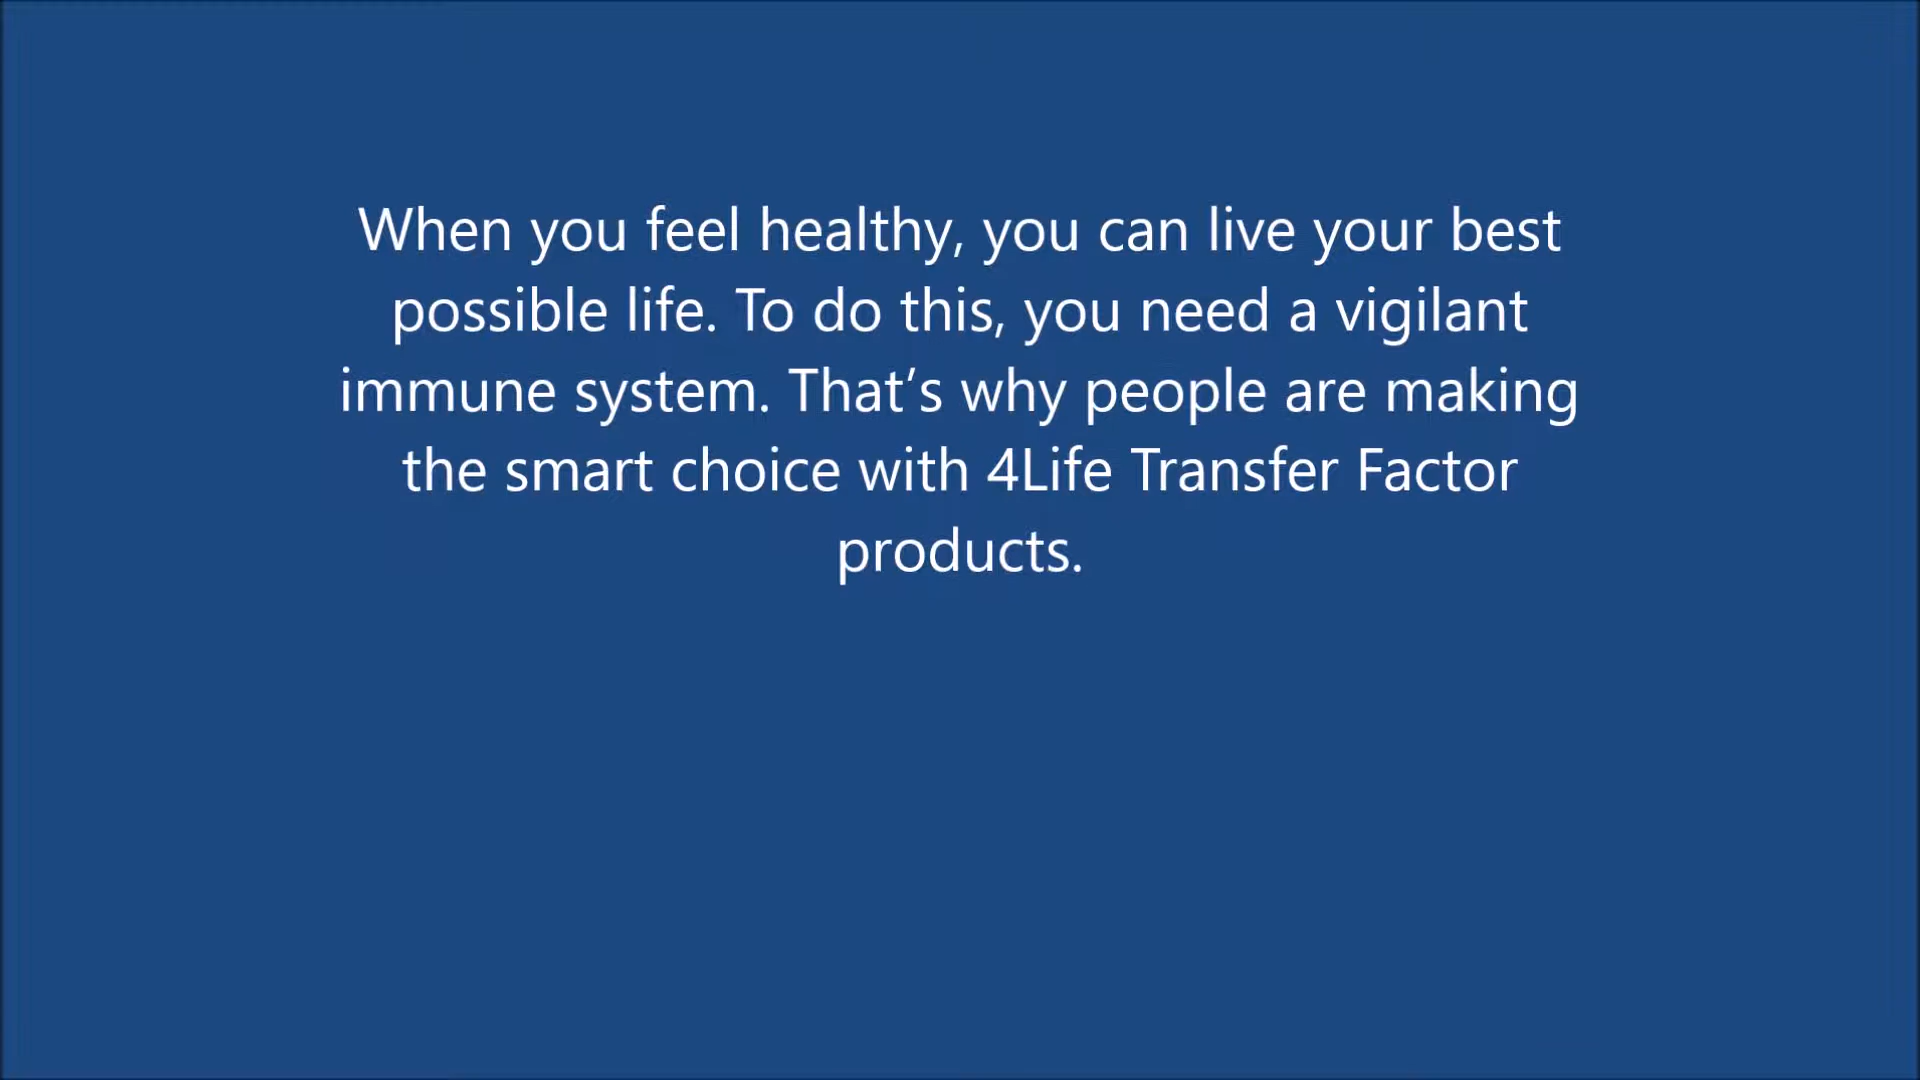 When you feel healthy, you can live your best
possible life. To do this, you need a vigilant
immune system. That’s why people are making
the smart choice with 4Life Transfer Factor
products.